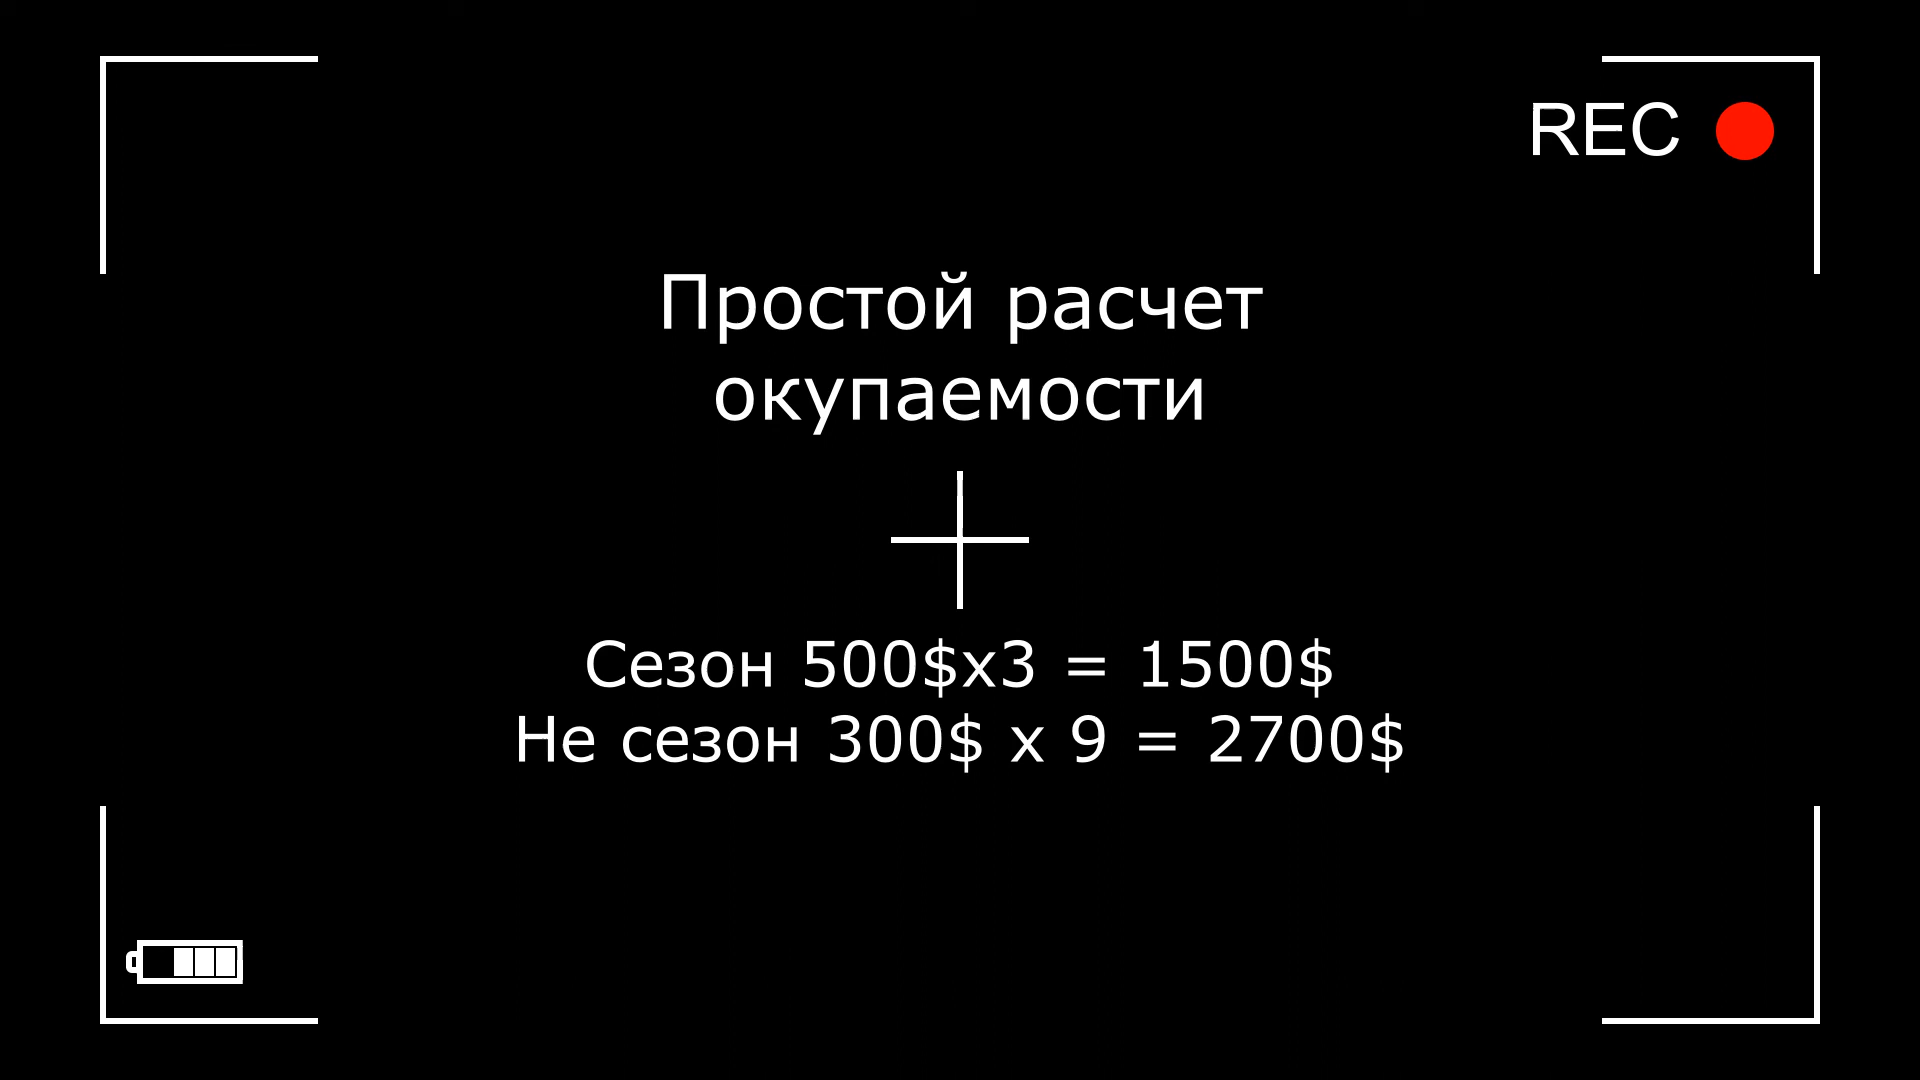 REC
Простой расчет
окупаемости
Сезон 500$x3 = 1500$
Не сезон 300$ x 9 = 2700$